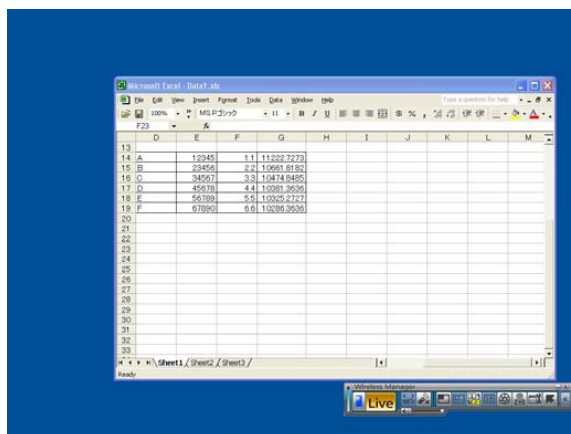 Microsoft Excel - Data1.xls
File Edit View Insert Format Tools Data Window Help Type a question for help
100% MS Pゴシック 11 B I U $ % ,
F23 fx
D E F G H I J K L M
13
14 A 12345 1.1 11222.7273
15 B 23456 2.2 10661.8182
16 C 34567 3.3 10474.8485
17 D 45678 4.4 10381.3636
18 E 56789 5.5 10325.2727
19 F 67890 6.6 10286.3636
20
21
22
23
24
25
26
27
28
29
30
31
32
33
Sheet1 / Sheet2 / Sheet3 /
Ready
Wireless Manager
Live